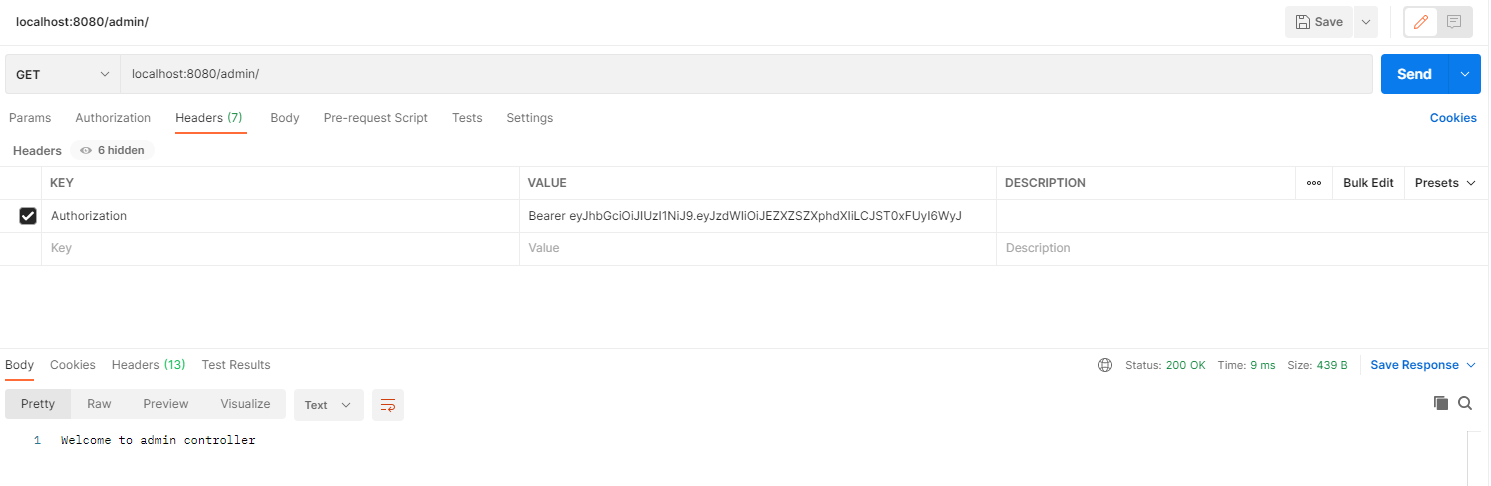 localhost:8080/admin/
Save
GET localhost:8080/admin/ Send
Params Authorization Headers (7) Body Pre-request Script Tests Settings Cookies
Headers 6 hidden
KEY VALUE DESCRIPTION ooo Bulk Edit Presets
Authorization Bearer eyJhbGciOiJIUzI1NiJ9.eyJzdWIiOiJEZXZSZXphdXIiLCJST0xFUyI6WyJ
Key Value Description
Body Cookies Headers (13) Test Results Status: 200 OK Time: 9 ms Size: 439 B Save Response
Pretty Raw Preview Visualize Text
1 Welcome to admin controller